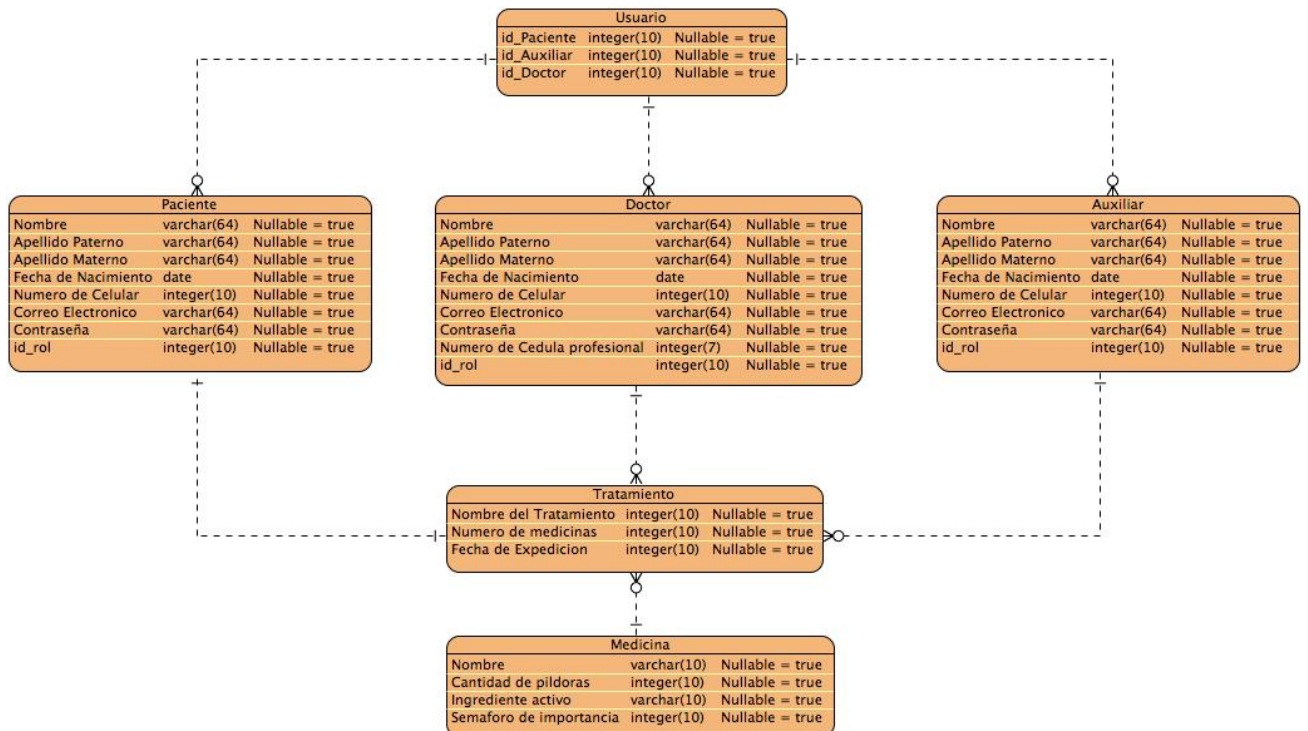 Usuario
id_Paciente integer(10) Nullable = true
id_Auxiliar integer(10) Nullable = true
id_Doctor integer(10) Nullable = true
Paciente
Nombre varchar(64) Nullable = true
Apellido Paterno varchar(64) Nullable = true
Apellido Materno varchar(64) Nullable = true
Fecha de Nacimiento date Nullable = true
Numero de Celular integer(10) Nullable = true
Correo Electronico varchar(64) Nullable = true
Contraseña varchar(64) Nullable = true
id_rol integer(10) Nullable = true
Doctor
Nombre varchar(64) Nullable = true
Apellido Paterno varchar(64) Nullable = true
Apellido Materno varchar(64) Nullable = true
Fecha de Nacimiento date Nullable = true
Numero de Celular integer(10) Nullable = true
Correo Electronico varchar(64) Nullable = true
Contraseña varchar(64) Nullable = true
Numero de Cedula profesional integer(7) Nullable = true
id_rol integer(10) Nullable = true
Auxiliar
Nombre varchar(64) Nullable = true
Apellido Paterno varchar(64) Nullable = true
Apellido Materno varchar(64) Nullable = true
Fecha de Nacimiento date Nullable = true
Numero de Celular integer(10) Nullable = true
Correo Electronico varchar(64) Nullable = true
Contraseña varchar(64) Nullable = true
id_rol integer(10) Nullable = true
Tratamiento
Nombre del Tratamiento integer(10) Nullable = true
Numero de medicinas integer(10) Nullable = true
Fecha de Expedicion integer(10) Nullable = true
Medicina
Nombre varchar(10) Nullable = true
Cantidad de pildoras integer(10) Nullable = true
Ingrediente activo varchar(10) Nullable = true
Semaforo de importancia integer(10) Nullable = true